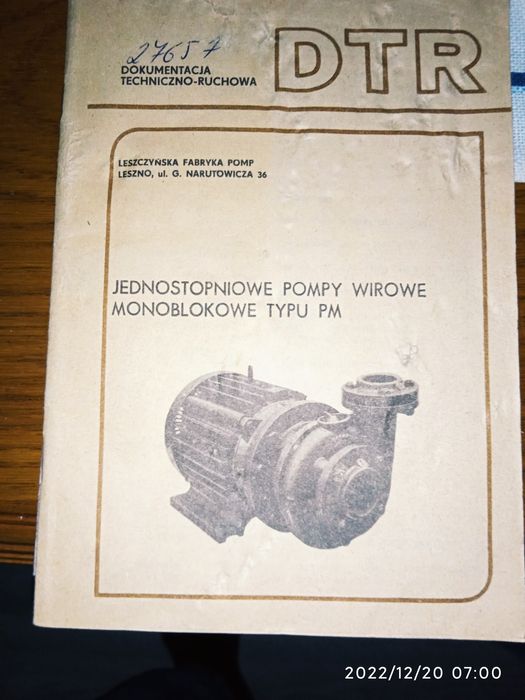 27657
DTR
DOKUMENTACJA
TECHNICZNO-RUCHOWA
LESZCZYŃSKA FABRYKA POMP
LESZNO, ul. G. NARUTOWICZA 36
JEDNOSTOPNIOWE POMPY WIROWE
MONOBLOKOWE TYPU PM
2022/12/20 07:00